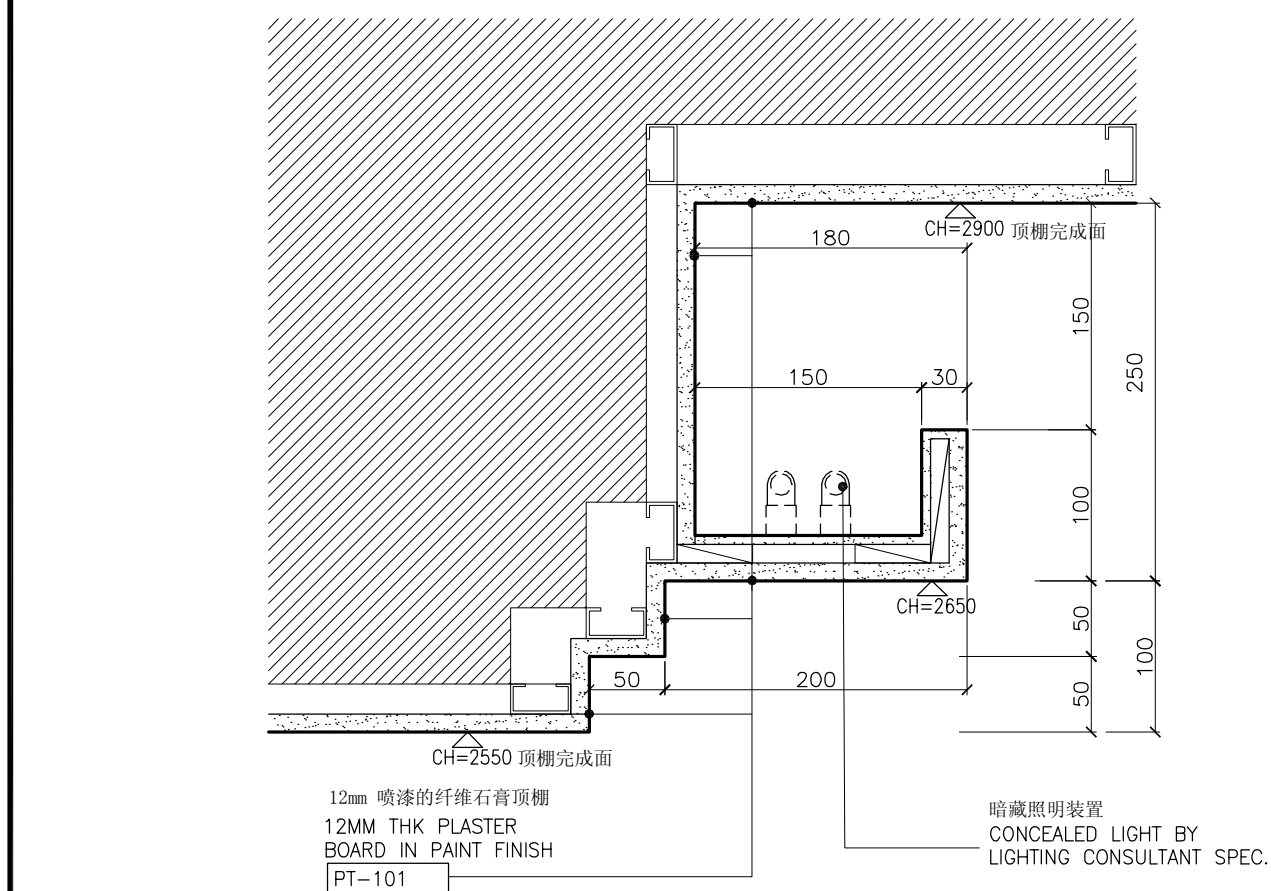 CH=2900 顶棚完成面
180
150
250
150
30
100
CH=2650
50
50
200
100
50
CH=2550 顶棚完成面
12mm 喷漆的纤维石膏顶棚
12MM THK PLASTER
BOARD IN PAINT FINISH
PT-101
暗藏照明装置
CONCEALED LIGHT BY
LIGHTING CONSULTANT SPEC.